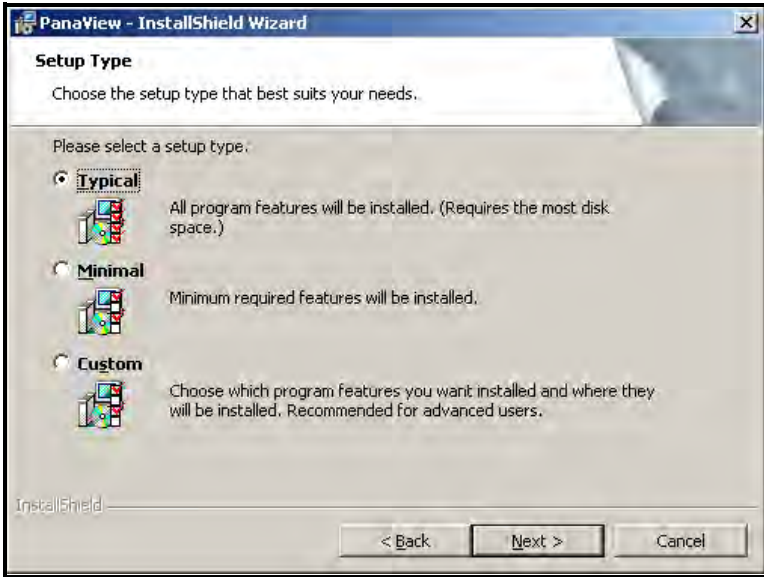 PanaView - InstallShield Wizard
Setup Type
Choose the setup type that best suits your needs.
Please select a setup type.
Typical
All program features will be installed. (Requires the most disk
space.)
Minimal
Minimum required features will be installed.
Custom
Choose which program features you want installed and where they
will be installed. Recommended for advanced users.
InstallShield
< Back Next > Cancel